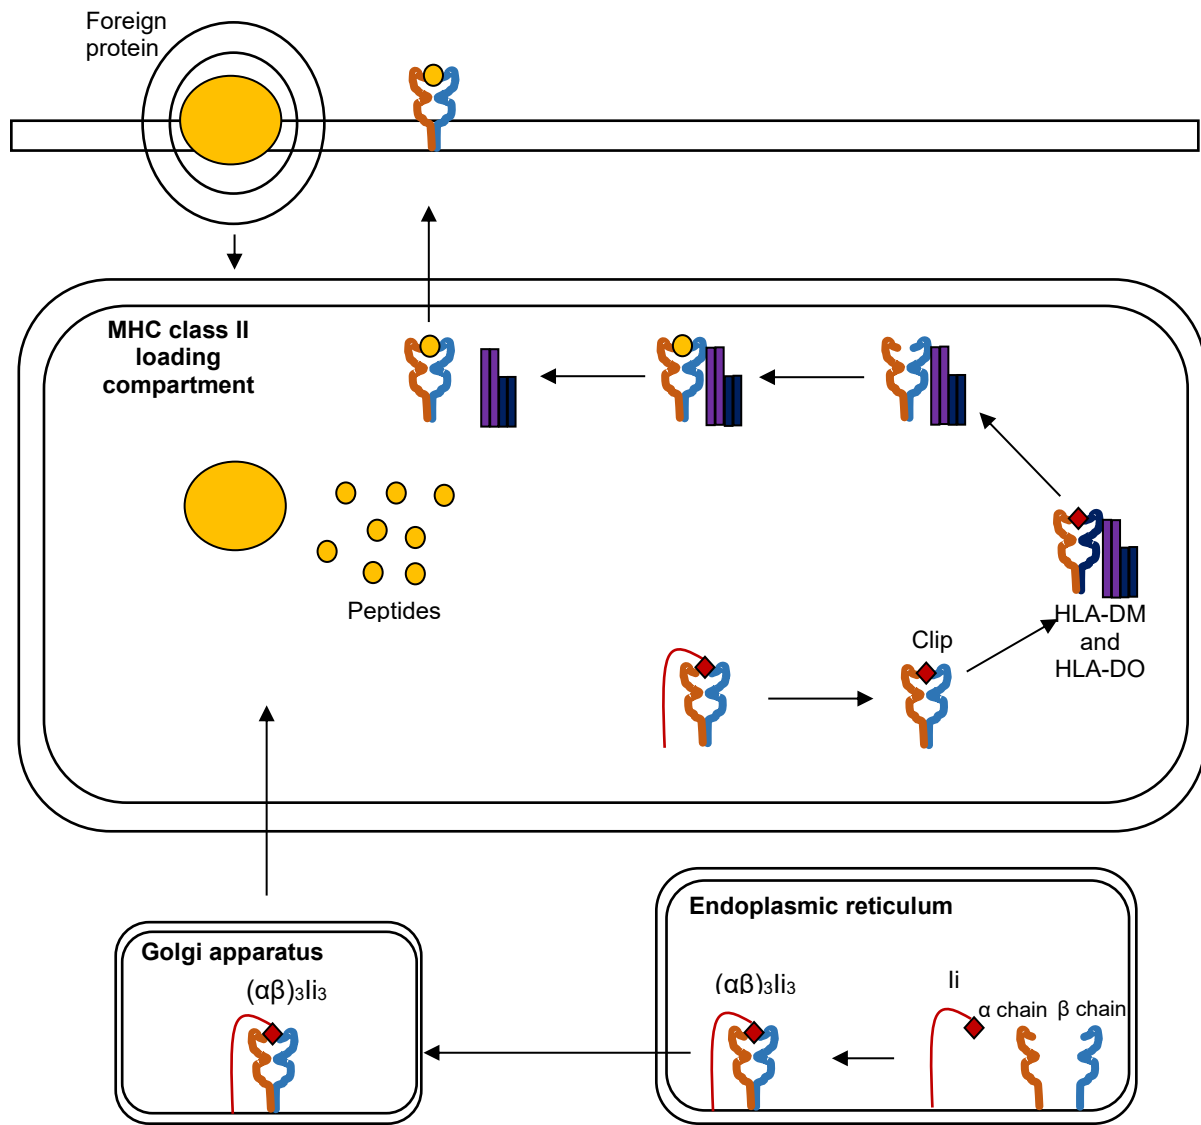 Foreign
protein
MHC class II
loading
compartment
Peptides
Clip
HLA-DM
and
HLA-DO
Endoplasmic reticulum
Golgi apparatus
(αβ)₃Ii₃
(αβ)₃Ii₃
Ii
α chain
β chain